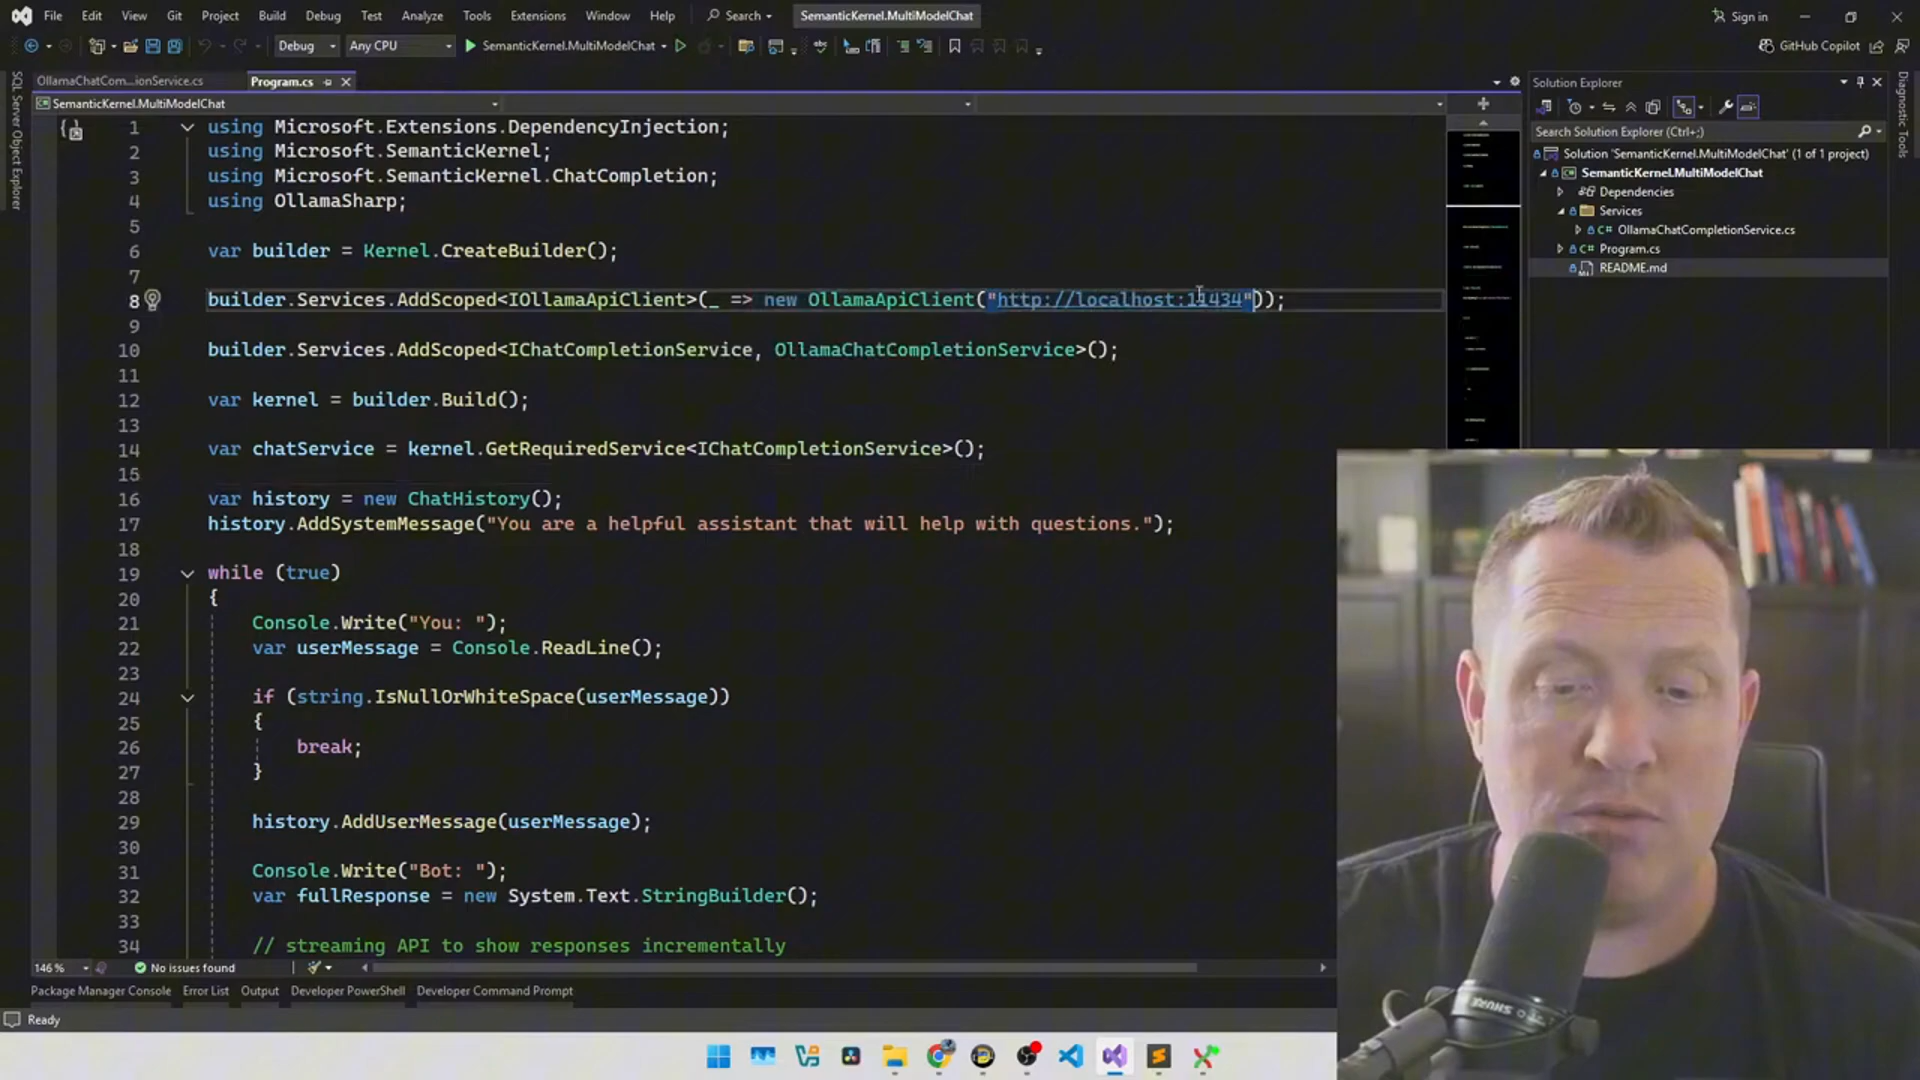 File Edit View Git Project Build Debug Test Analyze Tools Extensions Window Help Search SemanticKernel.MultiModelChat Sign in
Debug Any CPU SemanticKernel.MultiModelChat GitHub Copilot
OllamaChatCom...ionService.cs Program.cs
SemanticKernel.MultiModelChat
SQL Server Object Explorer
1 using Microsoft.Extensions.DependencyInjection;
2 using Microsoft.SemanticKernel;
3 using Microsoft.SemanticKernel.ChatCompletion;
4 using OllamaSharp;
5
6 var builder = Kernel.CreateBuilder();
7
8 builder.Services.AddScoped<IOllamaApiClient>(_ => new OllamaApiClient("http://localhost:11434"));
9
10 builder.Services.AddScoped<IChatCompletionService, OllamaChatCompletionService>();
11
12 var kernel = builder.Build();
13
14 var chatService = kernel.GetRequiredService<IChatCompletionService>();
15
16 var history = new ChatHistory();
17 history.AddSystemMessage("You are a helpful assistant that will help with questions.");
18
19 while (true)
20 {
21 Console.Write("You: ");
22 var userMessage = Console.ReadLine();
23
24 if (string.IsNullOrWhiteSpace(userMessage))
25 {
26 break;
27 }
28
29 history.AddUserMessage(userMessage);
30
31 Console.Write("Bot: ");
32 var fullResponse = new System.Text.StringBuilder();
33
34 // streaming API to show responses incrementally
146 % No issues found
Package Manager Console Error List Output Developer PowerShell Developer Command Prompt
Ready
Solution Explorer
Search Solution Explorer (Ctrl+;)
Solution 'SemanticKernel.MultiModelChat' (1 of 1 project)
SemanticKernel.MultiModelChat
Dependencies
Services
OllamaChatCompletionService.cs
Program.cs
README.md
Diagnostic Tools
SHURE